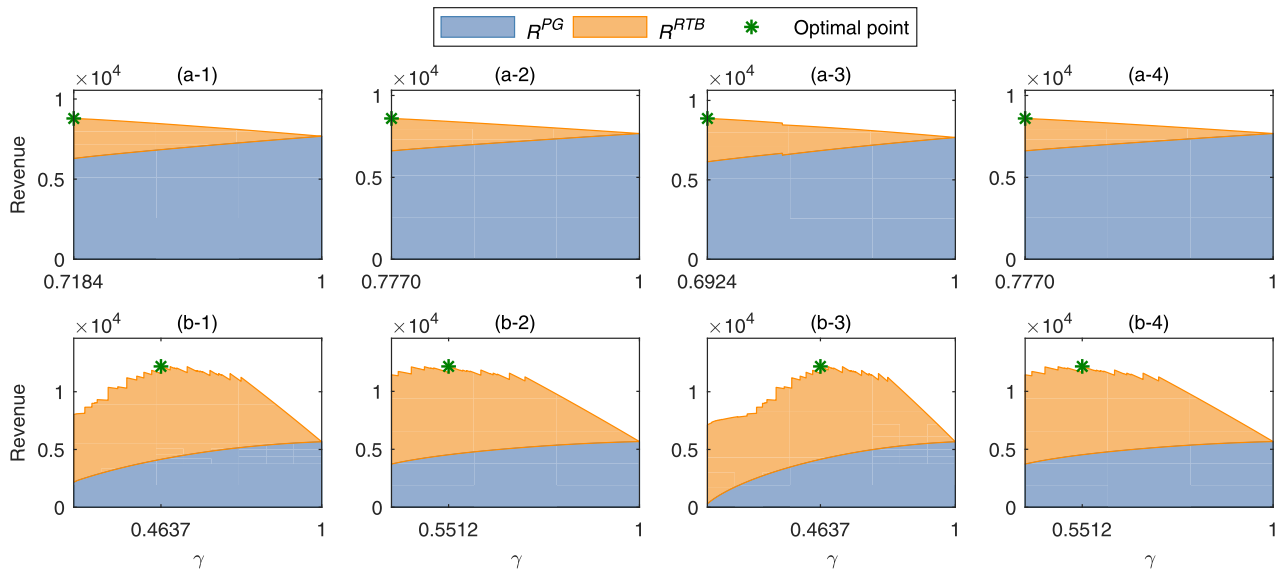 R^PG R^RTB Optimal point
×10^4 (a-1) ×10^4 (a-2) ×10^4 (a-3) ×10^4 (a-4)
1 1 1 1
Revenue 0.5 0.5 0.5 0.5
0 0 0 0
0.7184 1 0.7770 1 0.6924 1 0.7770 1
×10^4 (b-1) ×10^4 (b-2) ×10^4 (b-3) ×10^4 (b-4)
1 1 1 1
Revenue 0.5 0.5 0.5 0.5
0 0 0 0
0.4637 1 0.5512 1 0.4637 1 0.5512 1
γ γ γ γ